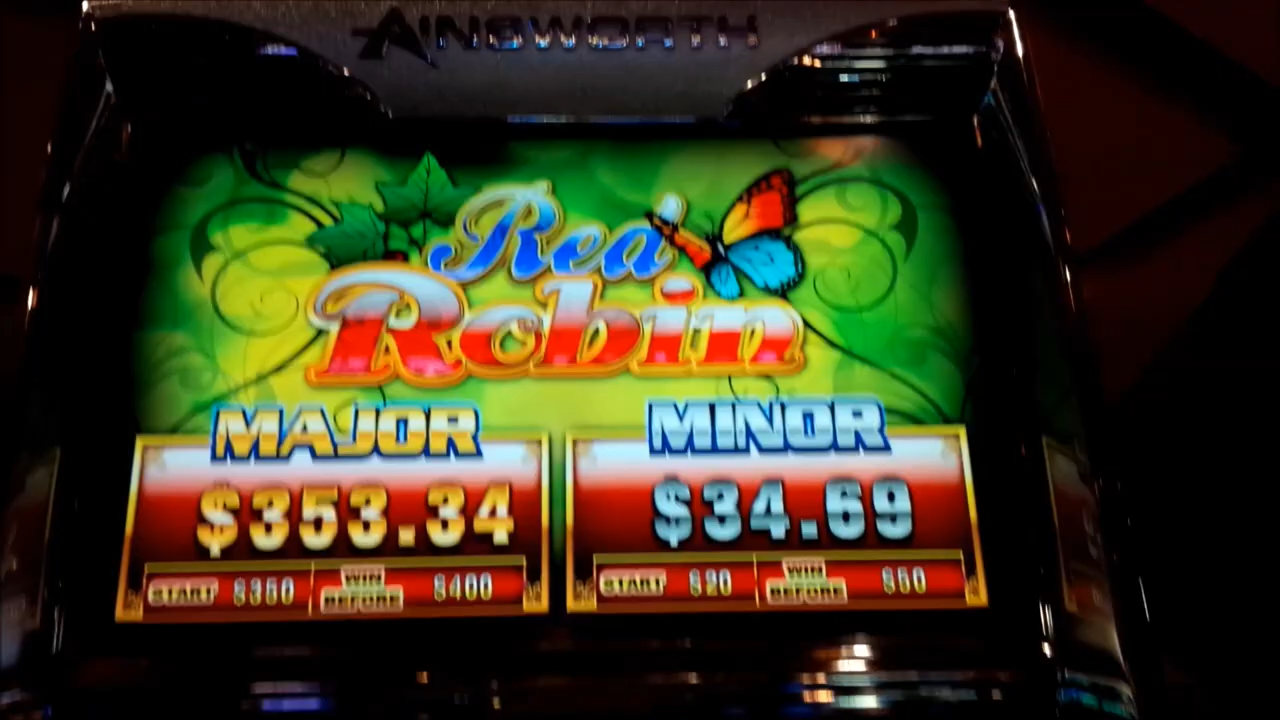 AINSWORTH
Red
Robin
MAJOR
MINOR
$353.34
$34.69
START $350 WIN BEFORE $400
START $20 WIN BEFORE $50